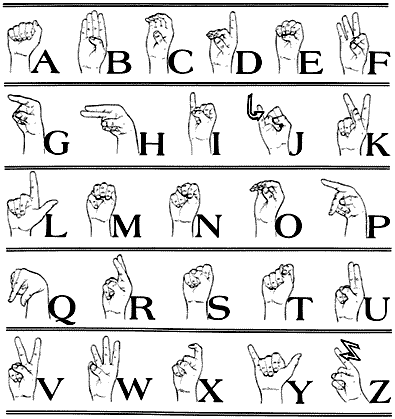 A B C D E F
G H I J K
L M N O P
Q R S T U
V W X Y Z